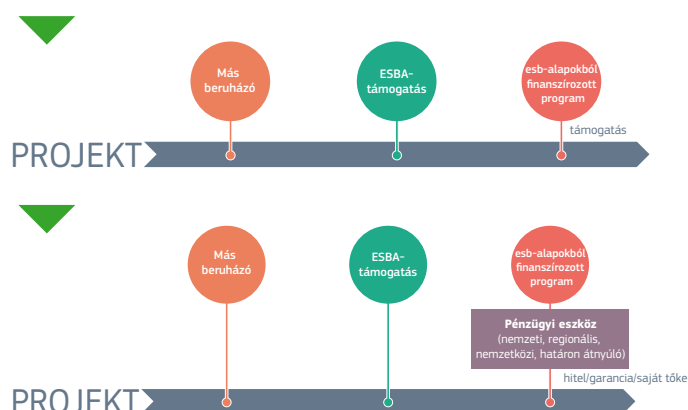 Más
beruházó
ESBA-
támogatás
esb-alapokból
finanszírozott
program
támogatás
PROJEKT
Más
beruházó
ESBA-
támogatás
esb-alapokból
finanszírozott
program
Pénzügyi eszköz
(nemzeti, regionális,
nemzetközi, határon átnyúló)
hitel/garancia/saját tőke
PROJEKT